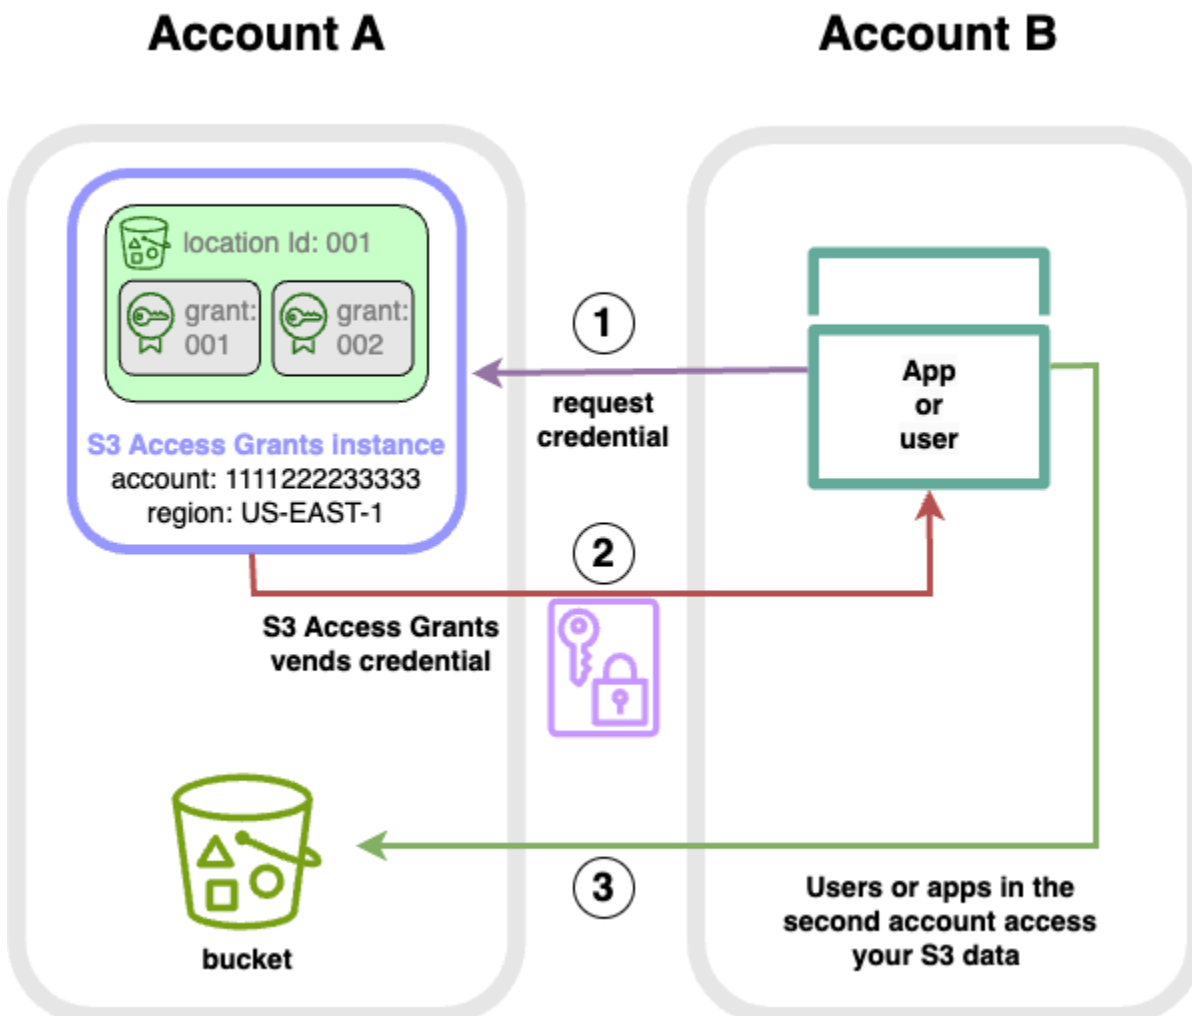 Account A
Account B
location Id: 001
grant:
001
grant:
002
S3 Access Grants instance
account: 1111222233333
region: US-EAST-1
1
request
credential
App
or
user
2
S3 Access Grants
vends credential
3
bucket
Users or apps in the
second account access
your S3 data